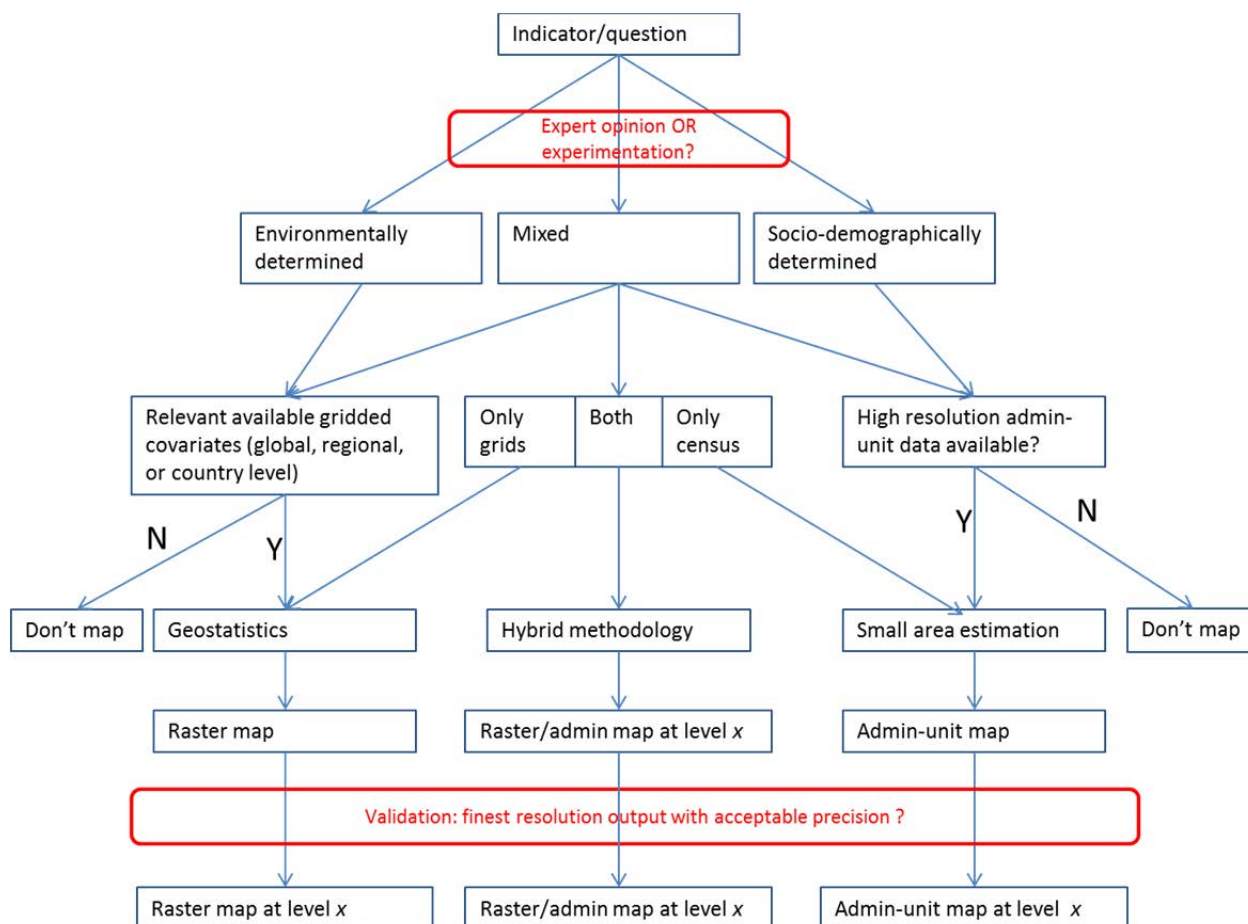 Indicator/question
Expert opinion OR
experimentation?
Environmentally
determined
Mixed
Socio-demographically
determined
Relevant available gridded
covariates (global, regional,
or country level)
Only
grids
Both
Only
census
High resolution admin-
unit data available?
N
Y
Y
N
Don’t map
Geostatistics
Hybrid methodology
Small area estimation
Don’t map
Raster map
Raster/admin map at level x
Admin-unit map
Validation: finest resolution output with acceptable precision ?
Raster map at level x
Raster/admin map at level x
Admin-unit map at level x